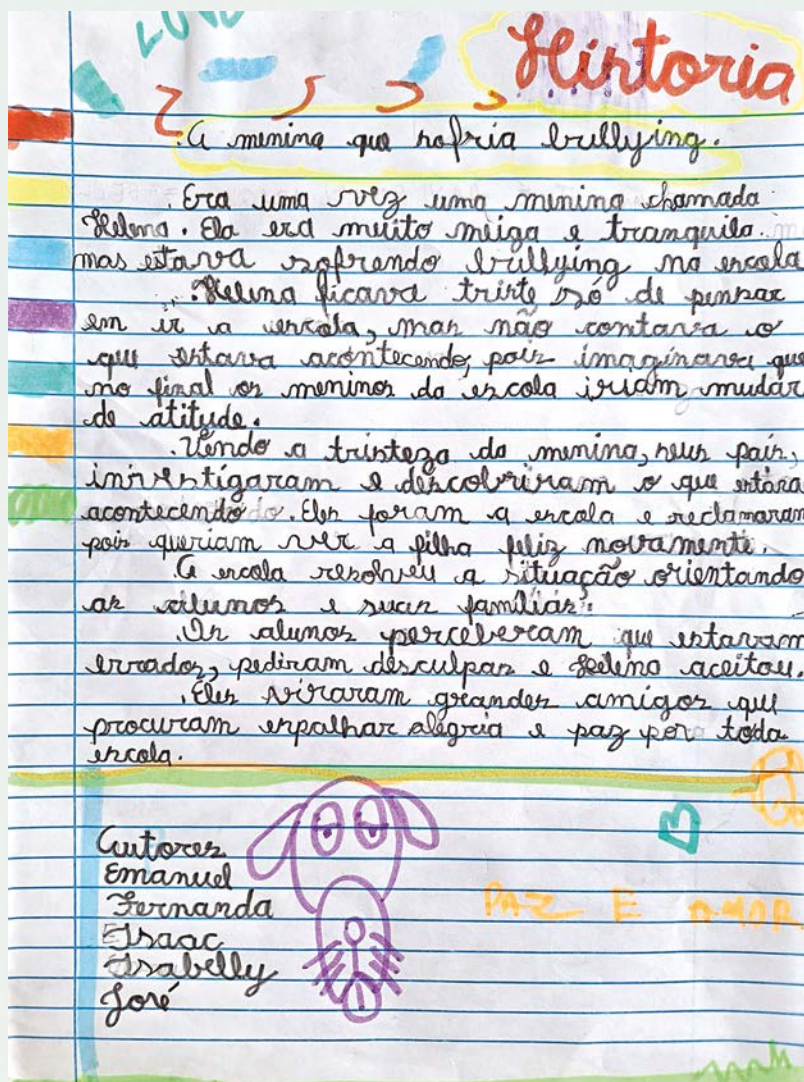 História
A menina que sofria bullying.
Era uma vez uma menina chamada
Helena. Ela era muito meiga e tranquila
mas estava sofrendo bullying na escola
Helena ficava triste só de pensar
em ir a escola, mas não contava o
que estava acontecendo, pois imaginava que
no final os meninos da escola iriam mudar
de atitude.
Vendo a tristeza da menina, seus pais,
investigaram e descobriram o que estava
acontecendo. Eles foram a escola e reclamaram
pois queriam ver a filha feliz novamente.
A escola resolveu a situação orientando
os alunos e suas famílias.
Os alunos perceberam que estavam
errados, pediram desculpas e Helena aceitou.
Eles viraram grandes amigos que
procuram espalhar alegria e paz por toda
escola.
Autores
Emanuel
Fernanda
PAZ E AMOR
Isaac
Isabelly
José